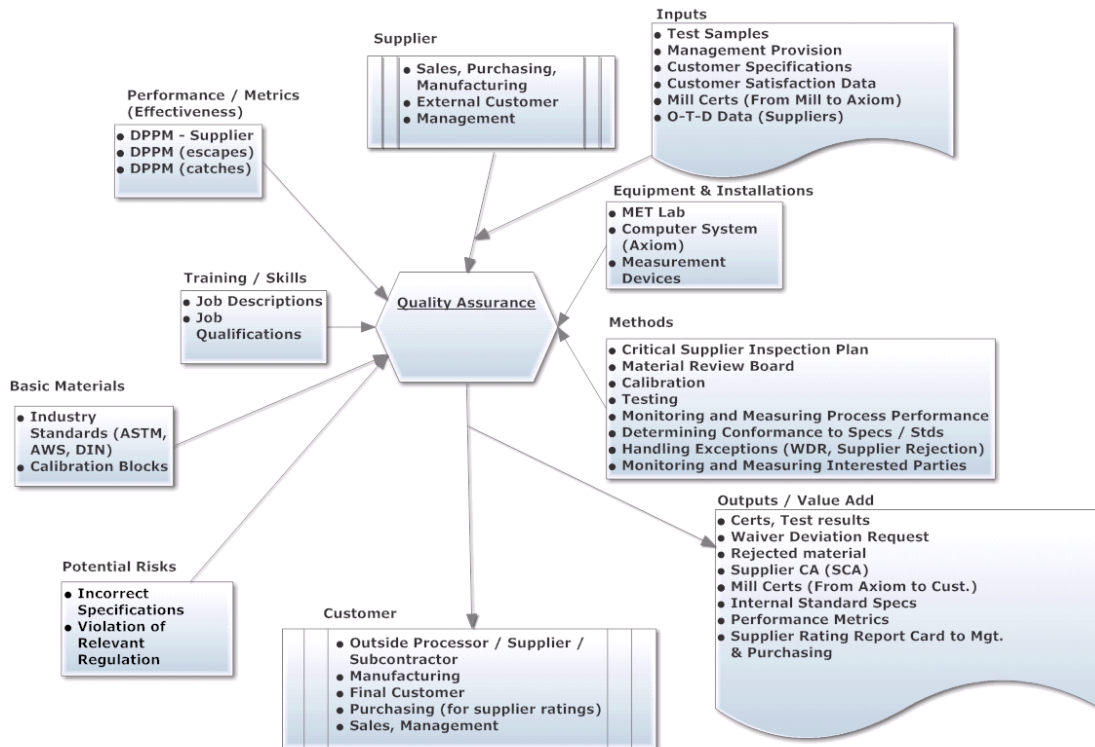 Supplier
● Sales, Purchasing,
Manufacturing
● External Customer
● Management
Inputs
● Test Samples
● Management Provision
● Customer Specifications
● Customer Satisfaction Data
● Mill Certs (From Mill to Axiom)
● O-T-D Data (Suppliers)
Performance / Metrics
(Effectiveness)
● DPPM - Supplier
● DPPM (escapes)
● DPPM (catches)
Equipment & Installations
● MET Lab
● Computer System
(Axiom)
● Measurement
Devices
Training / Skills
● Job Descriptions
● Job
Qualifications
Quality Assurance
Methods
● Critical Supplier Inspection Plan
● Material Review Board
● Calibration
● Testing
● Monitoring and Measuring Process Performance
● Determining Conformance to Specs / Stds
● Handling Exceptions (WDR, Supplier Rejection)
● Monitoring and Measuring Interested Parties
Basic Materials
● Industry
Standards (ASTM,
AWS, DIN)
● Calibration Blocks
Outputs / Value Add
● Certs, Test results
● Waiver Deviation Request
● Rejected material
● Supplier CA (SCA)
● Mill Certs (From Axiom to Cust.)
● Internal Standard Specs
● Performance Metrics
● Supplier Rating Report Card to Mgt.
& Purchasing
Potential Risks
● Incorrect
Specifications
● Violation of
Relevant
Regulation
Customer
● Outside Processor / Supplier /
Subcontractor
● Manufacturing
● Final Customer
● Purchasing (for supplier ratings)
● Sales, Management